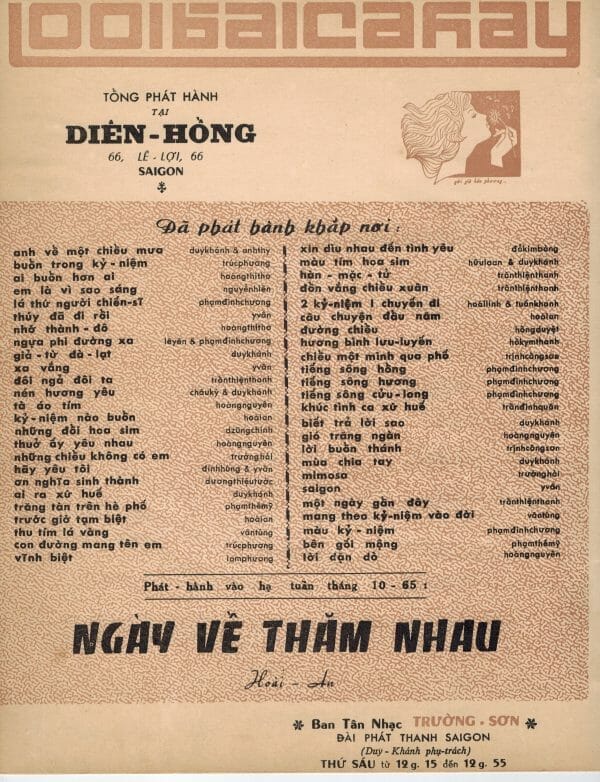 1001BAICAHAY
TỔNG PHÁT HÀNH
TẠI
DIÊN-HỒNG
66, LÊ-LỢI, 66
SAIGON
Đã phát hành khắp nơi :
anh về một chiều mưa duykhánh & anhthy
buồn trong kỷ-niệm trúcphương
ai buồn hơn ai hoàngthihơ
em là vì sao sáng nguyênhiền
lá thư người chiến-sĩ phạmđìnhchương
thúy đã đi rồi yvân
nhớ thành-đô hoàngthihơ
ngựa phi đường xa lêyên & phạmđìnhchương
giã-từ đà-lạt duykhánh
xa vắng yvân
đôi ngả đôi ta trầnthiệnthanh
nén hương yêu châukỳ & duykhánh
tà áo tím hoàngnguyên
kỷ-niệm nào buồn hoàian
những đồi hoa sim dzũngchinh
thuở ấy yêu nhau hoàngnguyên
những chiều không có em trườnghải
hãy yêu tôi đinhhùng & yvân
ơn nghĩa sinh thành dươngthiệutước
ai ra xứ huế duykhánh
trăng tàn trên hè phố phạmthếmỹ
trước giờ tạm biệt hoàian
thu tím lá vàng văntùng
con đường mang tên em trúcphương
vĩnh biệt lamphương
xin dìu nhau đến tình yêu đỗkimbảng
màu tím hoa sim hữuloan & duykhánh
hàn-mặc-tử trầnthiệnthanh
đồn vắng chiều xuân trầnthiệnthanh
2 kỷ-niệm 1 chuyến đi hoàilinh & tuấnkhanh
câu chuyện đầu năm hoàian
đường chiều hồngduyệt
hương bình lưu-luyến hồkymthanh
chiều một mình qua phố trịnhcôngsơn
tiếng sông hồng phạmđìnhchương
tiếng sông hương phạmđìnhchương
tiếng sông cửu-long phạmđìnhchương
khúc tình ca xứ huế trầnđìnhquân
biết trả lời sao duykhánh
gió trăng ngàn hoàngnguyên
lời buồn thánh trịnhcôngsơn
mùa chia tay duykhánh
mimosa trườnghải
saigon yvân
một ngày gần đây trầnthiệnthanh
mang theo kỷ-niệm vào đời văntùng
màu kỷ-niệm phạmđìnhchương
bên gối mộng phạmthếmỹ
lời dặn dò hoàngnguyên
Phát-hành vào hạ tuần tháng 10-65 :
NGÀY VỀ THĂM NHAU
Hoài - An
* Ban Tân Nhạc TRƯỜNG-SƠN *
ĐÀI PHÁT THANH SAIGON
(Duy-Khánh phụ-trách)
THỨ SÁU từ 12g. 15 đến 12 g. 55